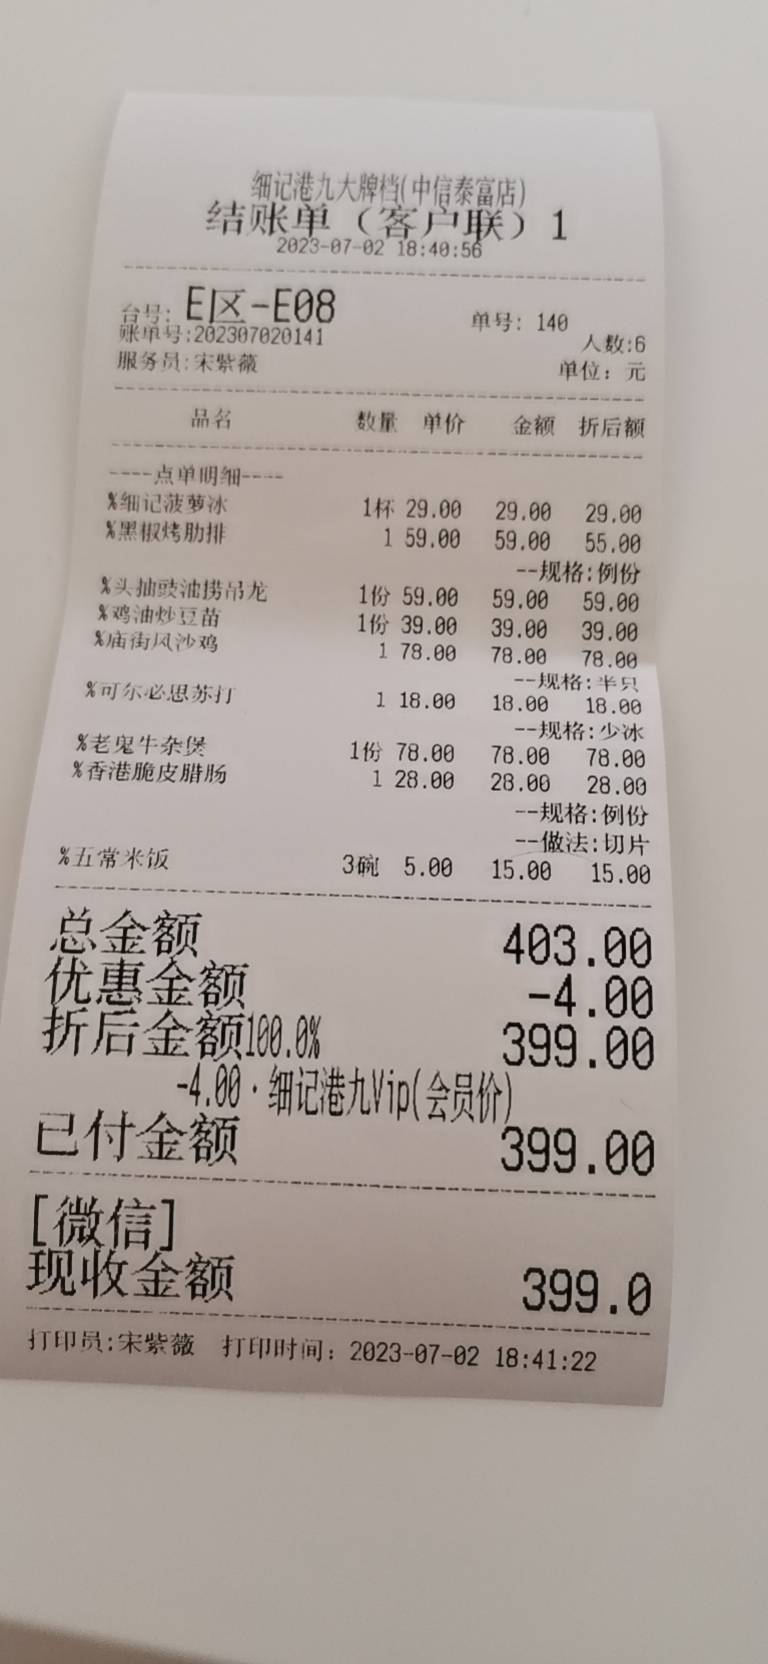 细记港九大牌档(中信泰富店)
结账单（客户联）1
2023-07-02 18:40:56
台号: E区-E08 单号: 140
账单号:202307020141 人数:6
服务员:宋紫薇 单位: 元
品名 数量 单价 金额 折后额
----点单明细----
%细记菠萝冰 1杯 29.00 29.00 29.00
%黑椒烤肋排 1 59.00 59.00 55.00
--规格:例份
%头抽豉油捞吊龙 1份 59.00 59.00 59.00
%鸡油炒豆苗 1份 39.00 39.00 39.00
%庙街风沙鸡 1 78.00 78.00 78.00
--规格:半只
%可尔必思苏打 1 18.00 18.00 18.00
--规格:少冰
%老鬼牛杂煲 1份 78.00 78.00 78.00
%香港脆皮腊肠 1 28.00 28.00 28.00
--规格:例份
--做法:切片
%五常米饭 3碗 5.00 15.00 15.00
总金额 403.00
优惠金额 -4.00
折后金额100.0% 399.00
-4.00·细记港九Vip(会员价)
已付金额 399.00
[微信]
现收金额 399.0
打印员:宋紫薇 打印时间: 2023-07-02 18:41:22